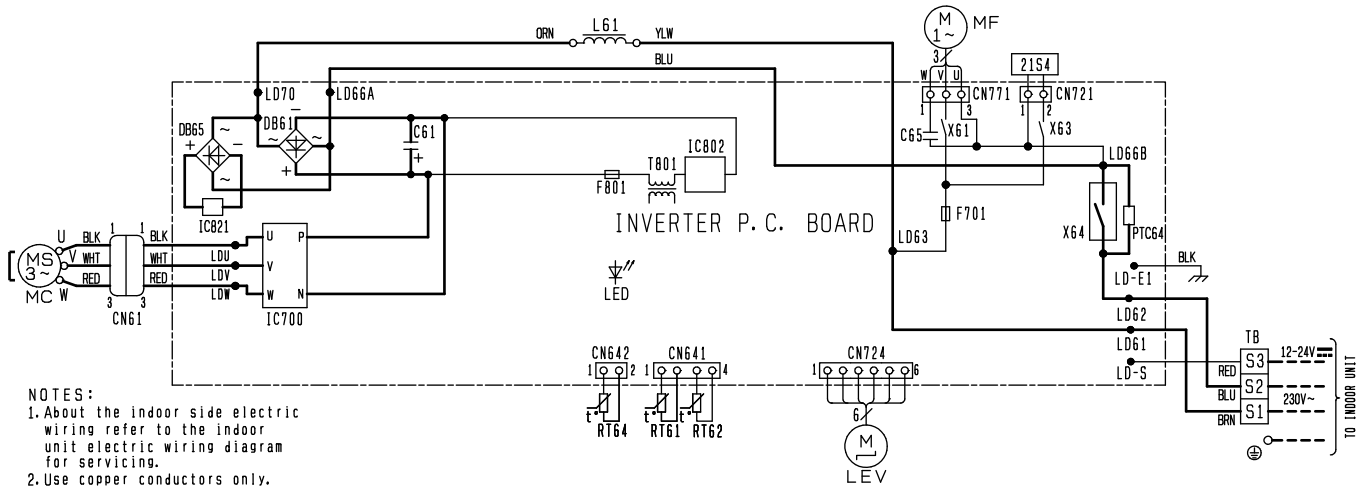 L61
ORN
YLW
BLU
M
1~
MF
3
W V U
21S4
LD70
LD66A
CN771
CN721
1
3
1
2
DB65
DB61
~
−
~
~
+
−
~
+
C61
+
C65
X61
X63
IC802
T801
F801
LD66B
IC821
INVERTER P.C. BOARD
F701
X64
PTC64
LD63
U
V
W
MS
3~
MC
BLK
WHT
RED
1
1
3
3
CN61
BLK
WHT
RED
LDU
LDV
LDW
U
V
W
P
N
IC700
LED
BLK
LD-E1
LD62
LD61
LD-S
TB
S3
S2
S1
RED
BLU
BRN
12-24V
230V~
TO INDOOR UNIT
CN642
1
2
CN641
1
4
CN724
1
6
t°
RT64
t°
RT61
t°
RT62
6
M
LEV
NOTES:
1. About the indoor side electric
wiring refer to the indoor
unit electric wiring diagram
for servicing.
2. Use copper conductors only.